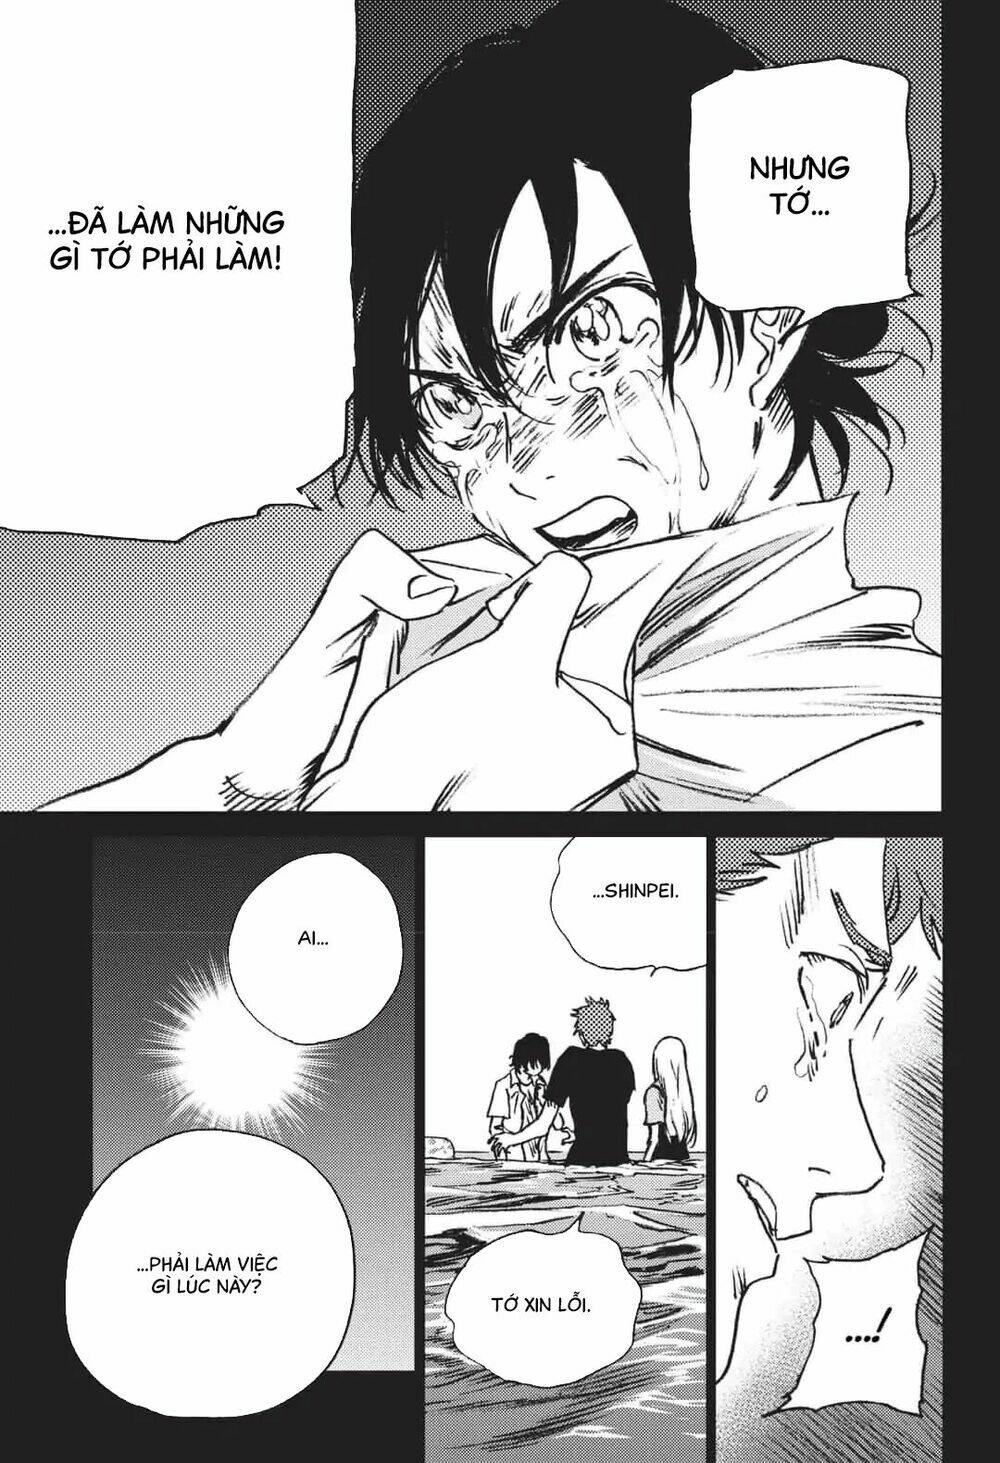 NHƯNG
TỚ...
...ĐÃ LÀM NHỮNG
GÌ TỚ PHẢI LÀM!
....!
...SHINPEI.
TỚ XIN LỖI.
AI...
...PHẢI LÀM VIỆC
GÌ LÚC NÀY?